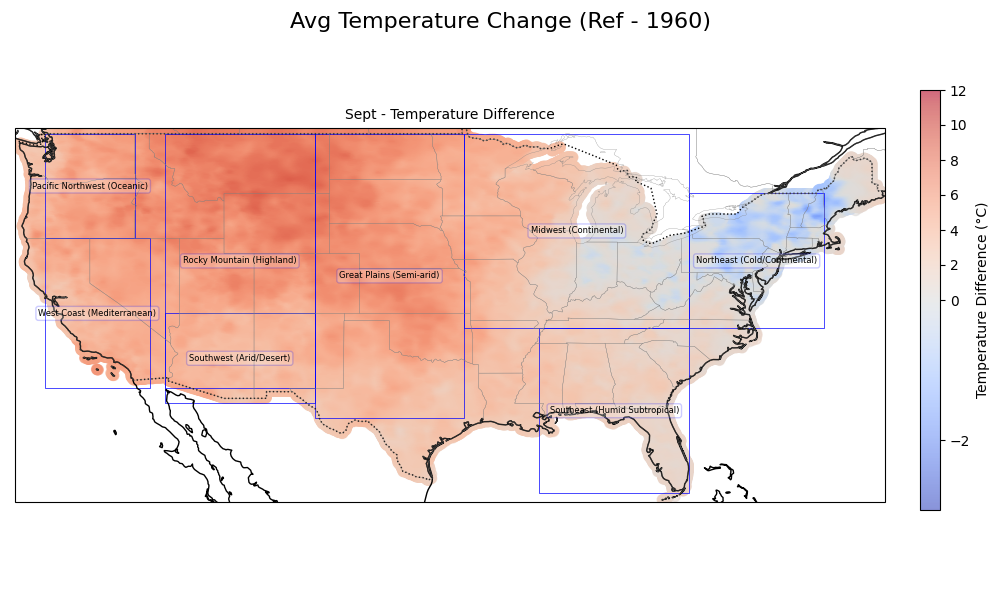 Avg Temperature Change (Ref - 1960)
Sept - Temperature Difference
Pacific Northwest (Oceanic)
Midwest (Continental)
Rocky Mountain (Highland)
Northeast (Cold/Continental)
Great Plains (Semi-arid)
West Coast (Mediterranean)
Southwest (Arid/Desert)
Southeast (Humid Subtropical)
12
10
8
6
4
2
0
−2
Temperature Difference (°C)